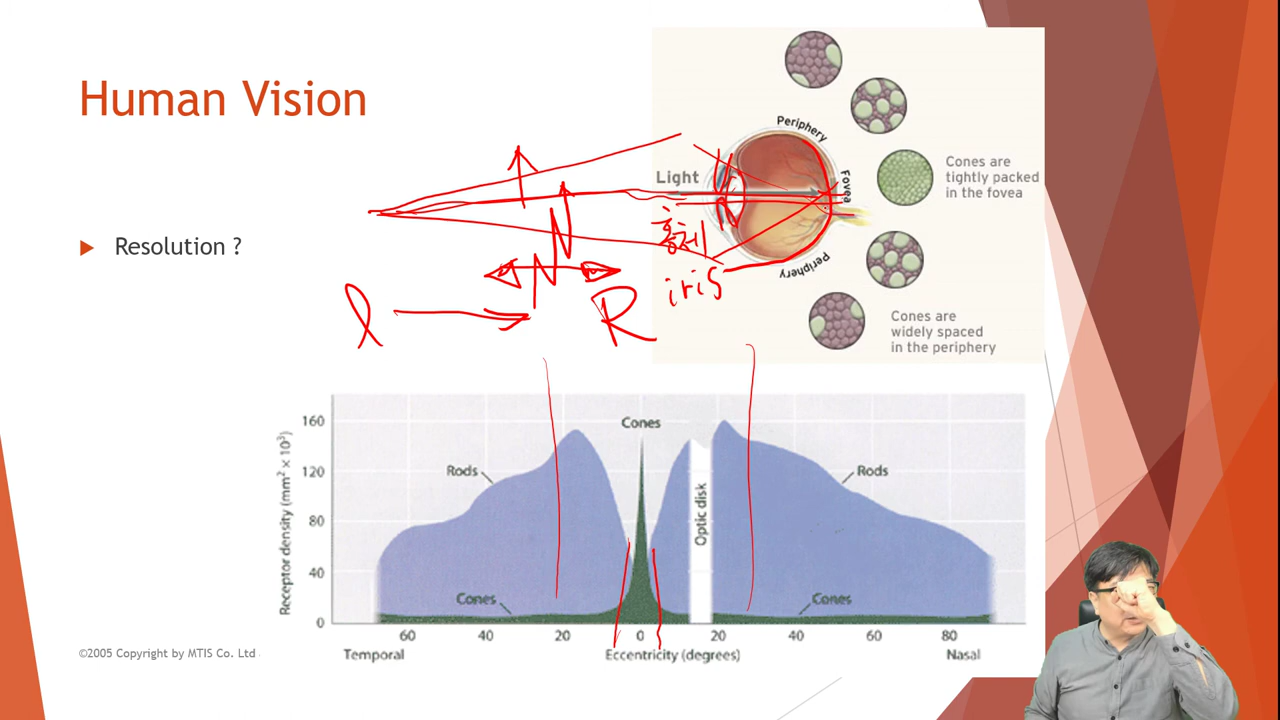 Human Vision
Resolution ?
Light
Periphery
Fovea
Periphery
Cones are
tightly packed
in the fovea
Cones are
widely spaced
in the periphery
홍채
iris
l
R
Receptor density (mm² × 10³)
160
120
80
40
0
Rods
Cones
Cones
Optic disk
Rods
Cones
60 40 20 0 20 40 60 80
Temporal
Eccentricity (degrees)
Nasal
©2005 Copyright by MTIS Co. Ltd